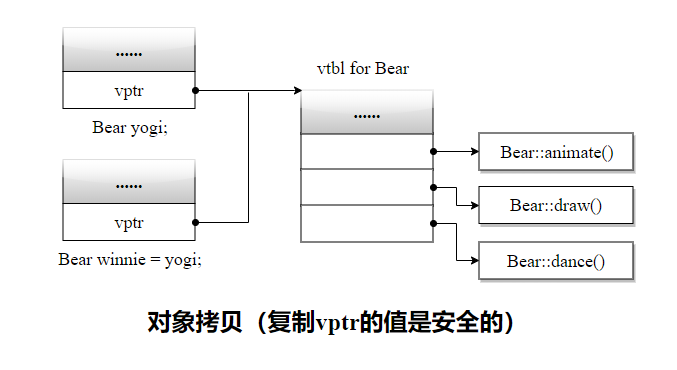 ......
vptr
Bear yogi;
vtbl for Bear
......
Bear::animate()
......
vptr
Bear::draw()
Bear winnie = yogi;
Bear::dance()
对象拷贝（复制vptr的值是安全的）